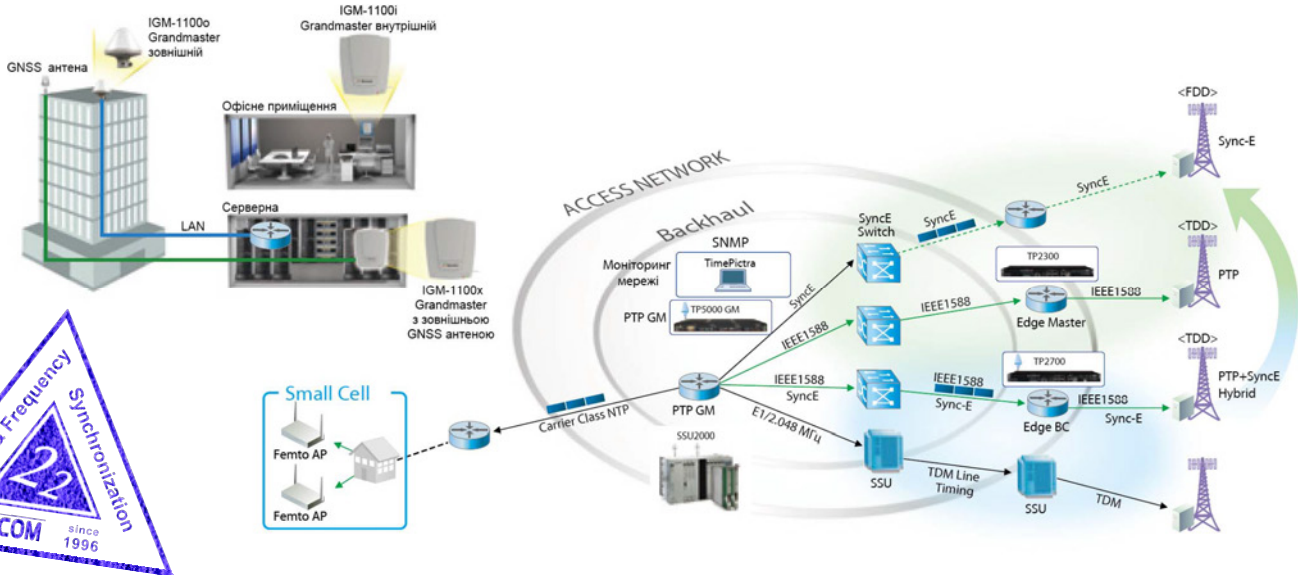 IGM-1100o
Grandmaster
зовнішній
GNSS антена
IGM-1100i
Grandmaster внутрішній
Офісне приміщення
Серверна
LAN
IGM-1100x
Grandmaster
з зовнішньою
GNSS антеною
Frequency
Synchronization
22
COM
since
1996
Small Cell
Femto AP
Femto AP
ACCESS NETWORK
Backhaul
SNMP
TimePictra
Моніторинг
мережі
PTP GM
TP5000 GM
SyncE
Switch
SyncE
SyncE
SyncE
<FDD>
Sync-E
IEEE1588
IEEE1588
TP2300
Edge Master
IEEE1588
<TDD>
PTP
PTP GM
IEEE1588
SyncE
IEEE1588
Sync-E
TP2700
Edge BC
IEEE1588
Sync-E
<TDD>
PTP+SyncE
Hybrid
Carrier Class NTP
SSU2000
E1/2.048 МГц
SSU
TDM Line
Timing
SSU
TDM